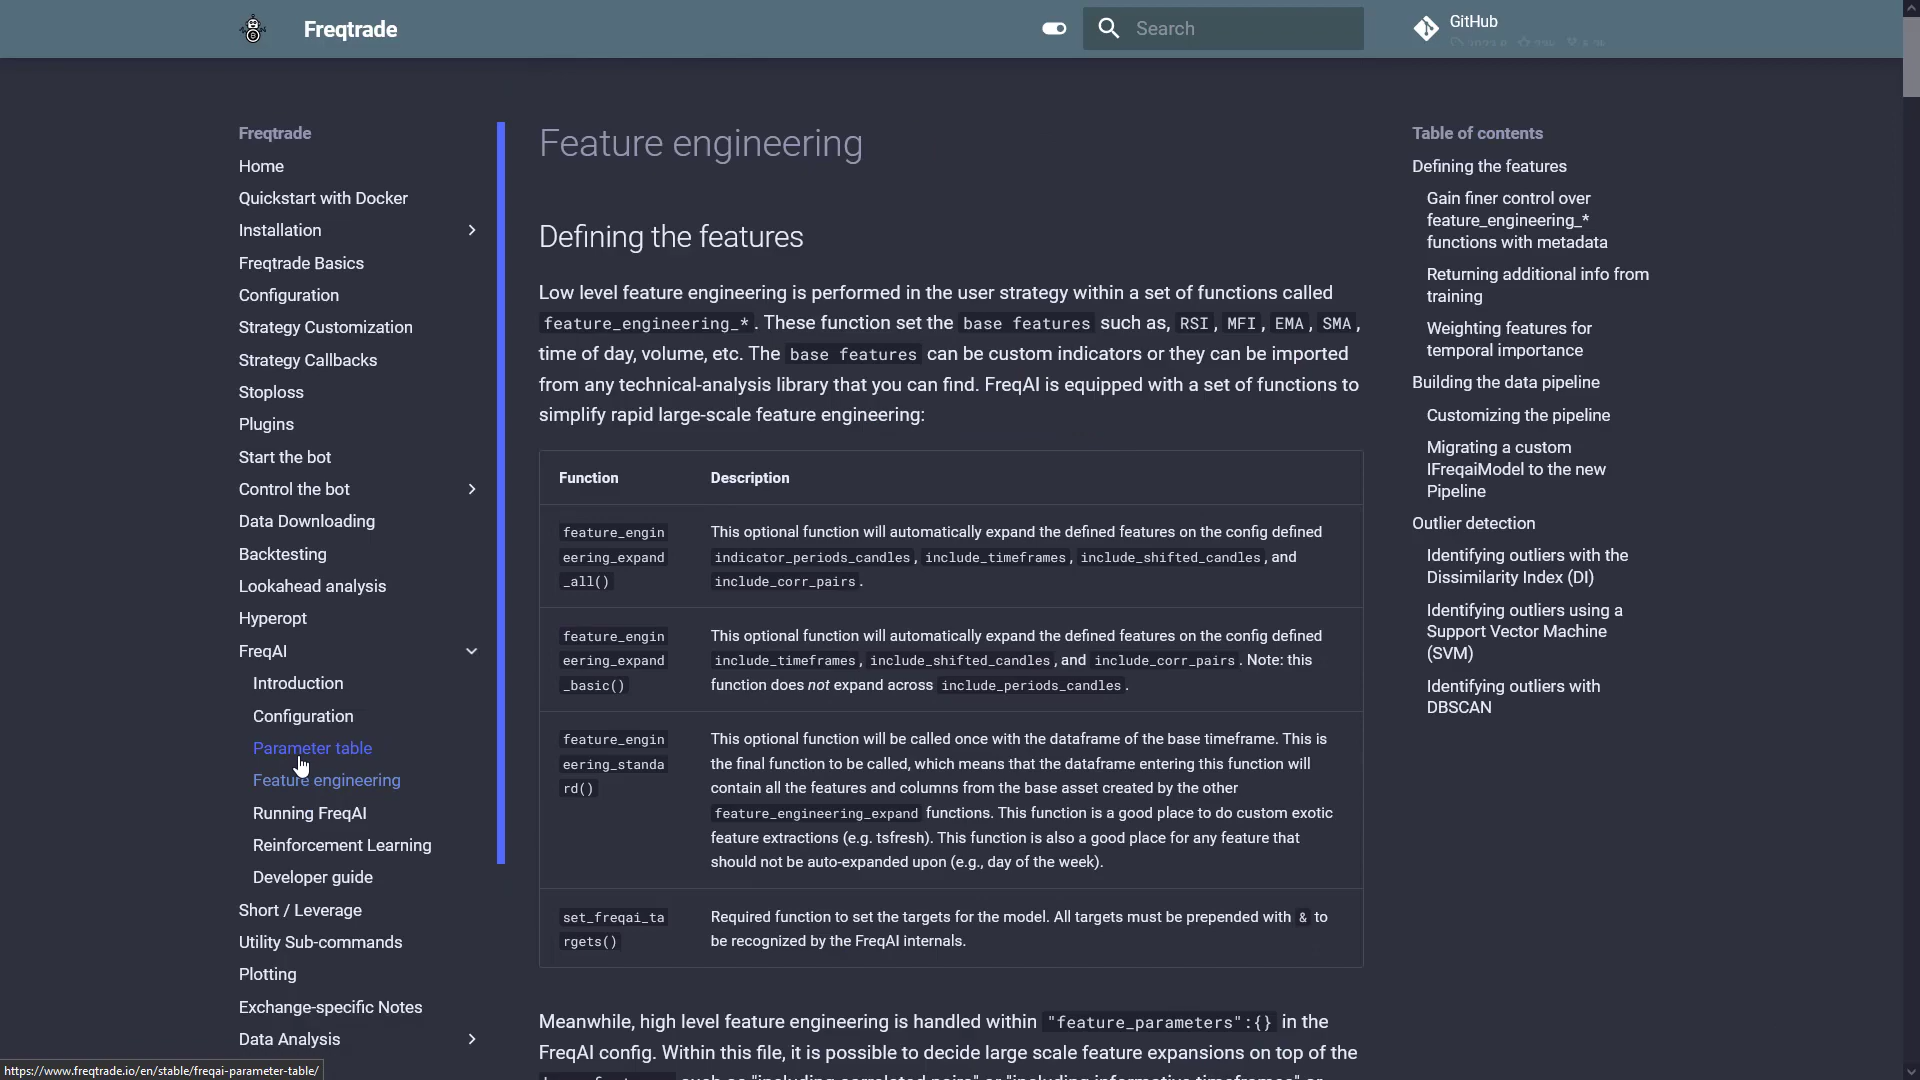 Freqtrade
Search
GitHub
Freqtrade
Home
Quickstart with Docker
Installation
Freqtrade Basics
Configuration
Strategy Customization
Strategy Callbacks
Stoploss
Plugins
Start the bot
Control the bot
Data Downloading
Backtesting
Lookahead analysis
Hyperopt
FreqAI
Introduction
Configuration
Parameter table
Feature engineering
Running FreqAI
Reinforcement Learning
Developer guide
Short / Leverage
Utility Sub-commands
Plotting
Exchange-specific Notes
Data Analysis
https://www.freqtrade.io/en/stable/freqai-parameter-table/
Feature engineering
Defining the features
Low level feature engineering is performed in the user strategy within a set of functions called
feature_engineering_* . These function set the base features such as, RSI , MFI , EMA , SMA ,
time of day, volume, etc. The base features can be custom indicators or they can be imported
from any technical-analysis library that you can find. FreqAI is equipped with a set of functions to
simplify rapid large-scale feature engineering:
Function Description
feature_engin
eering_expand
_all()
This optional function will automatically expand the defined features on the config defined
indicator_periods_candles , include_timeframes , include_shifted_candles , and
include_corr_pairs .
feature_engin
eering_expand
_basic()
This optional function will automatically expand the defined features on the config defined
include_timeframes , include_shifted_candles , and include_corr_pairs . Note: this
function does not expand across include_periods_candles .
feature_engin
eering_standa
rd()
This optional function will be called once with the dataframe of the base timeframe. This is
the final function to be called, which means that the dataframe entering this function will
contain all the features and columns from the base asset created by the other
feature_engineering_expand functions. This function is a good place to do custom exotic
feature extractions (e.g. tsfresh). This function is also a good place for any feature that
should not be auto-expanded upon (e.g., day of the week).
set_freqai_ta
rgets()
Required function to set the targets for the model. All targets must be prepended with & to
be recognized by the FreqAI internals.
Meanwhile, high level feature engineering is handled within "feature_parameters":{} in the
FreqAI config. Within this file, it is possible to decide large scale feature expansions on top of the
Table of contents
Defining the features
Gain finer control over
feature_engineering_*
functions with metadata
Returning additional info from
training
Weighting features for
temporal importance
Building the data pipeline
Customizing the pipeline
Migrating a custom
IFreqaiModel to the new
Pipeline
Outlier detection
Identifying outliers with the
Dissimilarity Index (DI)
Identifying outliers using a
Support Vector Machine
(SVM)
Identifying outliers with
DBSCAN